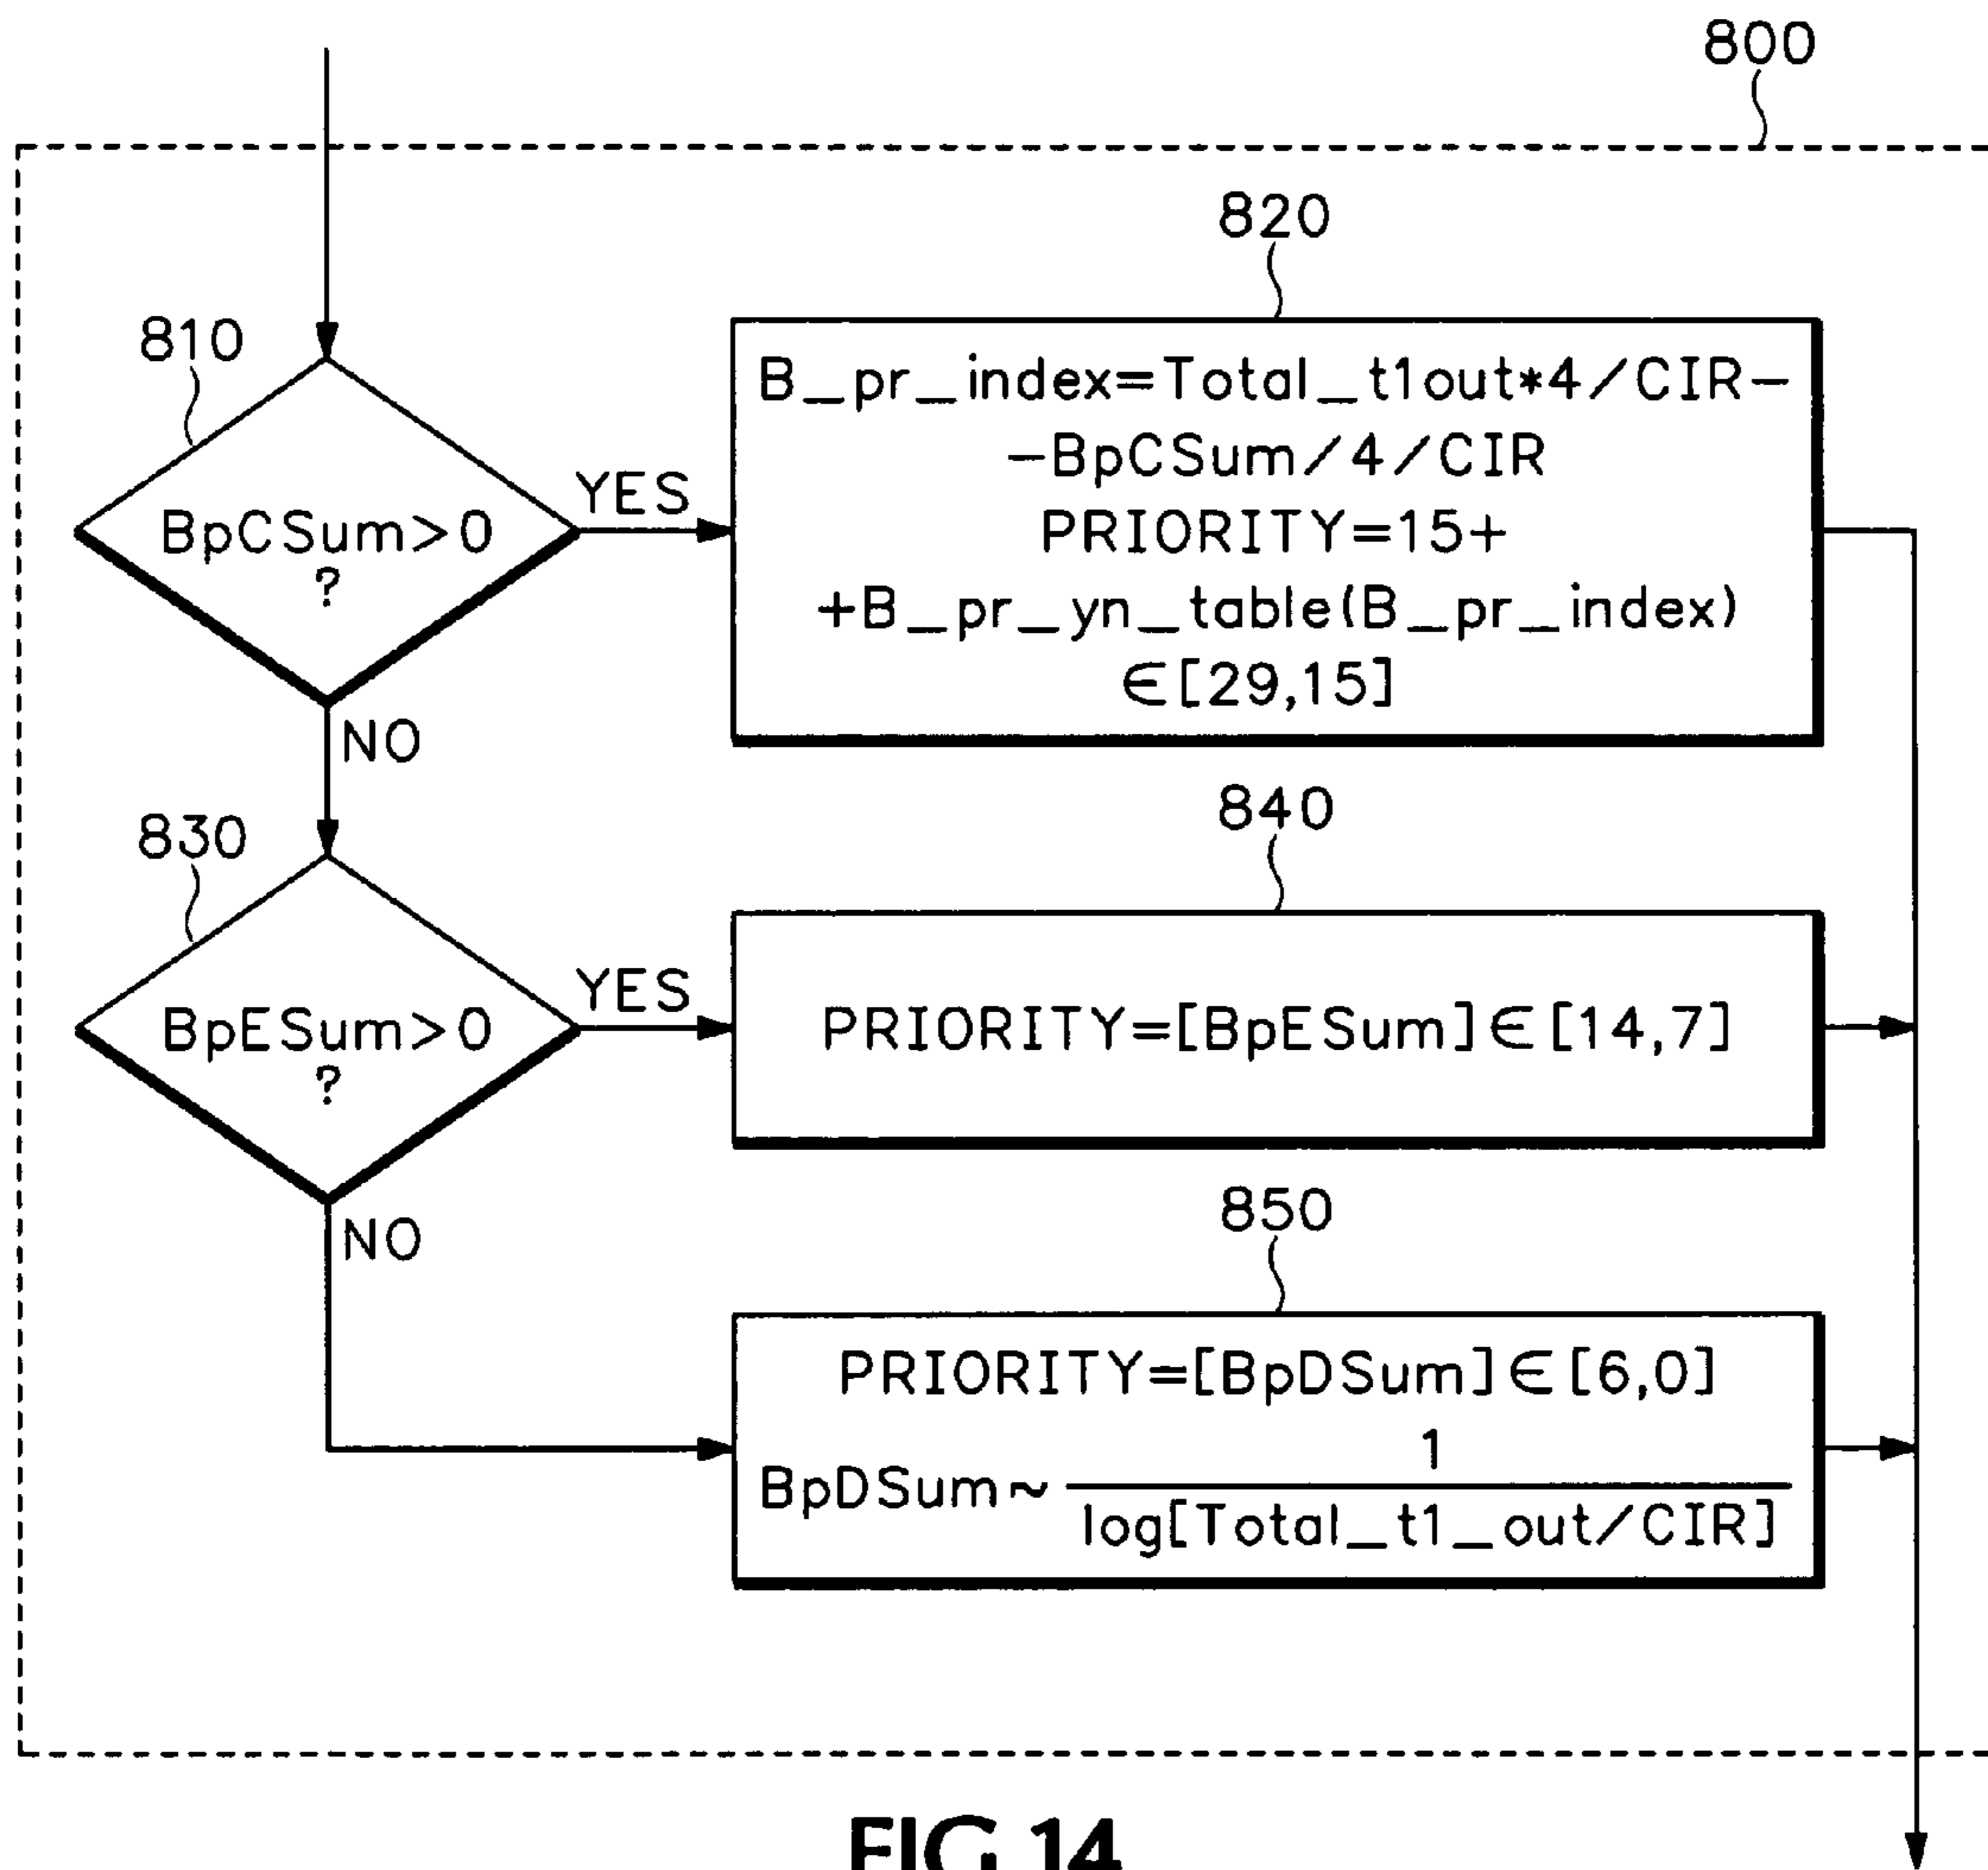 800
820
810
B_pr_index=Total_t1out*4/CIR-
-BpCSum/4/CIR
PRIORITY=15+
+B_pr_yn_table(B_pr_index)
∈[29,15]
YES
BpCSum>0
?
NO
840
830
YES
BpESum>0
?
PRIORITY=[BpESum]∈[14,7]
NO
850
PRIORITY=[BpDSum]∈[6,0]
1
BpDSum~
log[Total_t1_out/CIR]
FIG.14